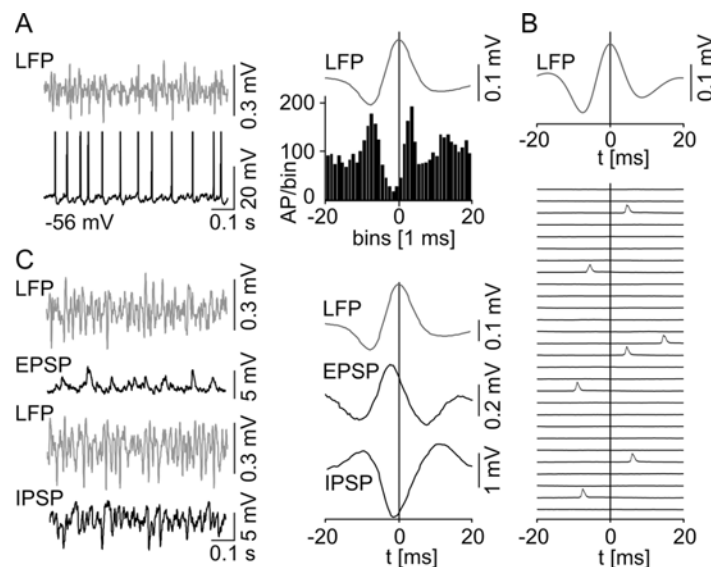 A
LFP
0.3 mV
20 mV
-56 mV
0.1 s
LFP
0.1 mV
AP/bin
200
100
0
-20 0 20
bins [1 ms]
B
LFP
0.1 mV
-20 0 20
t [ms]
C
LFP
0.3 mV
EPSP
5 mV
LFP
0.3 mV
IPSP
5 mV
0.1 s
LFP
0.1 mV
EPSP
0.2 mV
IPSP
1 mV
-20 0 20
t [ms]
-20 0 20
t [ms]